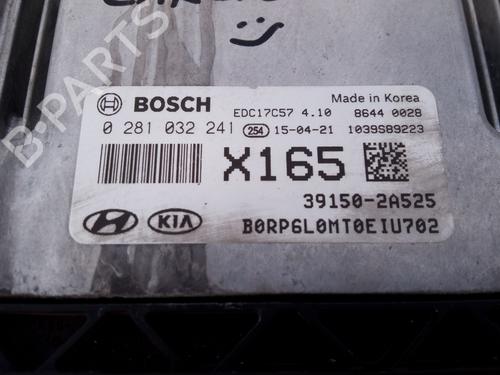 B-PARTS
BOSCH
EDC17C57 4.10
Made in Korea
8644 0028
0 281 032 241 254 15-04-21 1039S89223
X165
39150-2A525
HYUNDAI KIA
B0RP6L0MT0EIU702